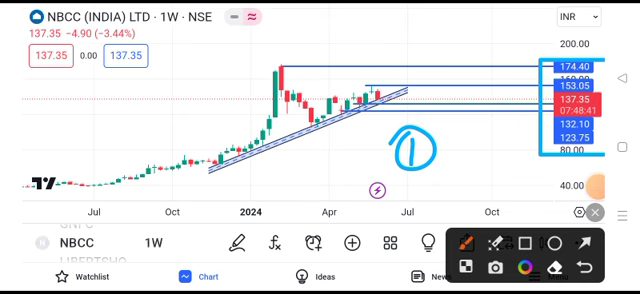 NBCC (INDIA) LTD · 1W · NSE
INR
137.35 −4.90 (−3.44%)
137.35 0.00 137.35
200.00
174.40
153.05
137.35
07:48:41
132.10
123.75
80.00
40.00
1
Jul Oct 2024 Apr Jul Oct
NBCC 1W
Watchlist Chart Ideas News Menu